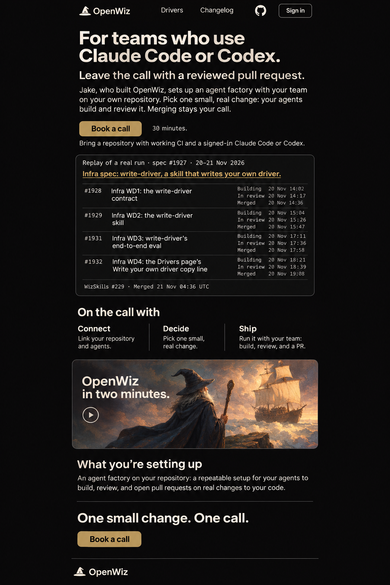 OpenWiz
Drivers
Changelog
Sign in
For teams who use
Claude Code or Codex.
Leave the call with a reviewed pull request.
Jake, who built OpenWiz, sets up an agent factory with your team
on your own repository. Pick one small, real change: your agents
build and review it. Merging stays your call.
Book a call
30 minutes.
Bring a repository with working CI and a signed-in Claude Code or Codex.
Replay of a real run · spec #1927 · 20–21 Nov 2026
Infra spec: write-driver, a skill that writes your own driver.
#1928
Infra WD1: the write-driver
contract
Building 20 Nov 14:02
In review 20 Nov 14:17
Merged 20 Nov 14:36
#1929
Infra WD2: the write-driver
skill
Building 20 Nov 15:04
In review 20 Nov 15:26
Merged 20 Nov 15:47
#1931
Infra WD3: write-driver's
end-to-end eval
Building 20 Nov 17:11
In review 20 Nov 17:36
Merged 20 Nov 17:58
#1932
Infra WD4: the Drivers page's
Write your own driver copy line
Building 20 Nov 18:21
In review 20 Nov 18:39
Merged 20 Nov 19:08
WizSkills #229 · Merged 21 Nov 04:36 UTC
On the call with
Connect
Link your repository
and agents.
Decide
Pick one small,
real change.
Ship
Run it with your team:
build, review, and a PR.
OpenWiz
in two minutes.
What you're setting up
An agent factory on your repository: a repeatable setup for your agents to
build, review, and open pull requests on real changes to your code.
One small change. One call.
Book a call
OpenWiz